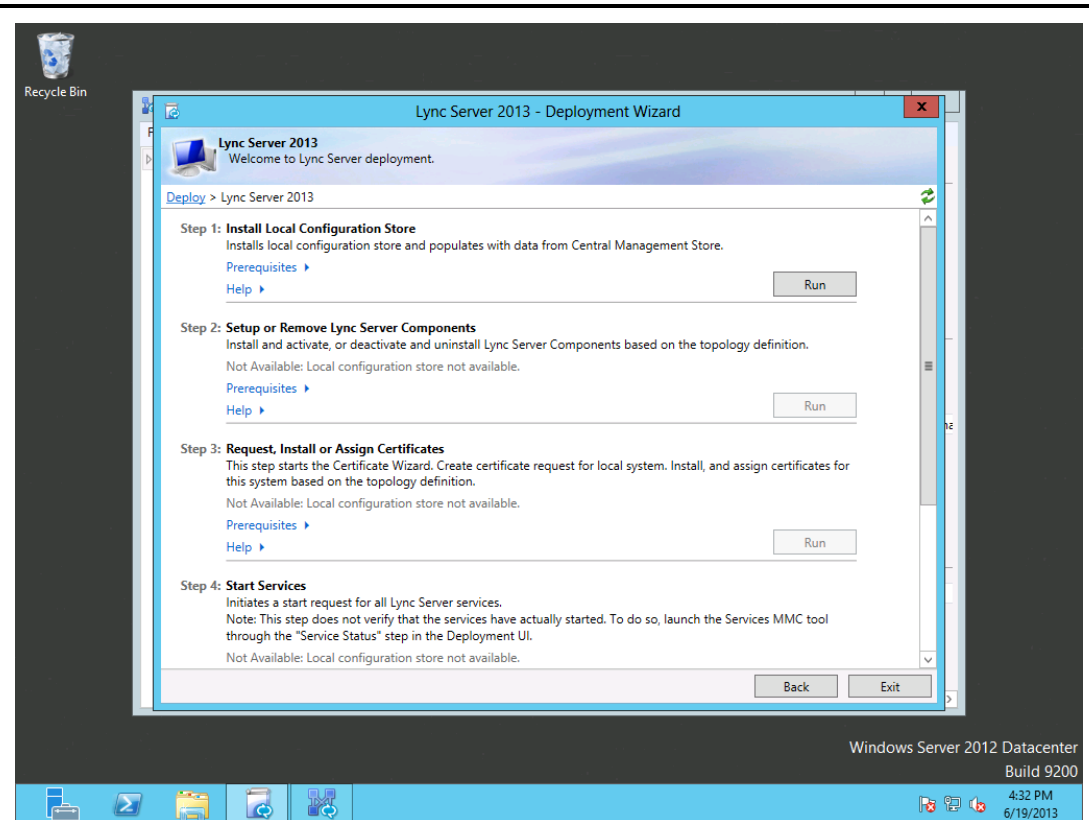 Recycle Bin
Lync Server 2013 - Deployment Wizard
x
Lync Server 2013
Welcome to Lync Server deployment.
Deploy > Lync Server 2013
Step 1: Install Local Configuration Store
Installs local configuration store and populates with data from Central Management Store.
Prerequisites
Help
Run
Step 2: Setup or Remove Lync Server Components
Install and activate, or deactivate and uninstall Lync Server Components based on the topology definition.
Not Available: Local configuration store not available.
Prerequisites
Help
Run
Step 3: Request, Install or Assign Certificates
This step starts the Certificate Wizard. Create certificate request for local system. Install, and assign certificates for
this system based on the topology definition.
Not Available: Local configuration store not available.
Prerequisites
Help
Run
Step 4: Start Services
Initiates a start request for all Lync Server services.
Note: This step does not verify that the services have actually started. To do so, launch the Services MMC tool
through the "Service Status" step in the Deployment UI.
Not Available: Local configuration store not available.
Back
Exit
Windows Server 2012 Datacenter
Build 9200
4:32 PM
6/19/2013